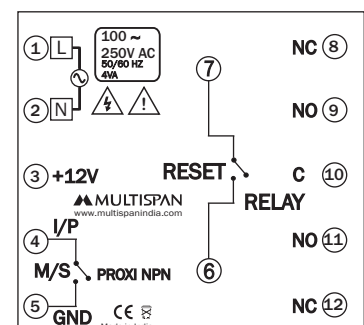 1 L
100 ~
250V AC
50/60 HZ
4VA
NC 8
7
2 N
NO 9
3 +12V
RESET
C 10
RELAY
MULTISPAN
www.multispanindia.com
I/P
4
NO 11
M/S
PROXI NPN
6
5
GND
CE
NC 12